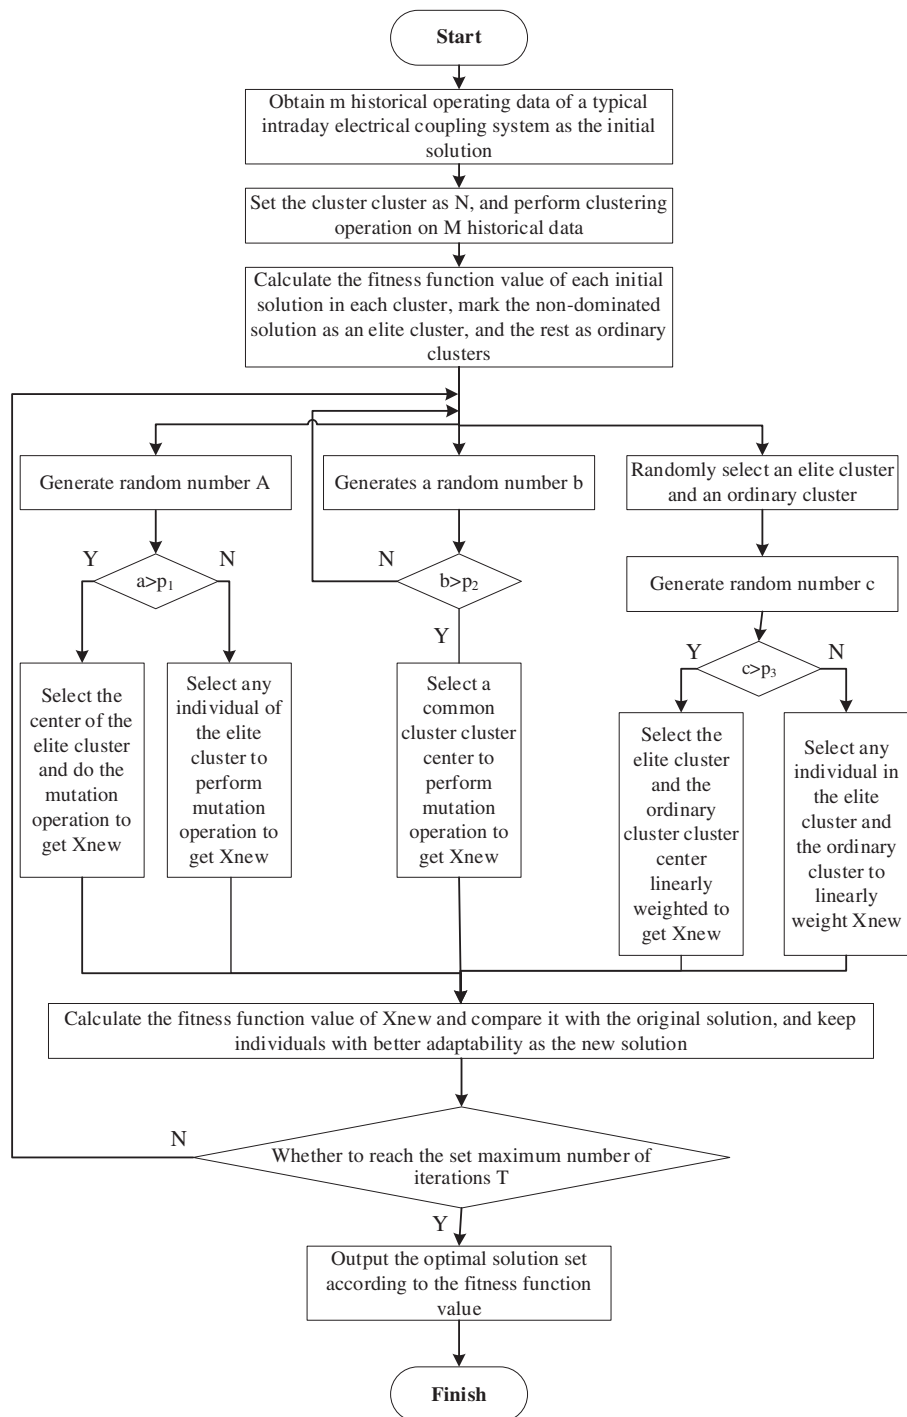 Start
Obtain m historical operating data of a typical
intraday electrical coupling system as the initial
solution
Set the cluster cluster as N, and perform clustering
operation on M historical data
Calculate the fitness function value of each initial
solution in each cluster, mark the non-dominated
solution as an elite cluster, and the rest as ordinary
clusters
Generate random number A
Generates a random number b
Randomly select an elite cluster
and an ordinary cluster
Y
a>p1
N
N
b>p2
Y
Generate random number c
Y
c>p3
N
Select the
center of the
elite cluster
and do the
mutation
operation to
get Xnew
Select any
individual of
the elite
cluster to
perform
mutation
operation to
get Xnew
Select a
common
cluster cluster
center to
perform
mutation
operation to
get Xnew
Select the
elite cluster
and the
ordinary
cluster cluster
center
linearly
weighted to
get Xnew
Select any
individual in
the elite
cluster and
the ordinary
cluster to
linearly
weight Xnew
Calculate the fitness function value of Xnew and compare it with the original solution, and keep
individuals with better adaptability as the new solution
N
Whether to reach the set maximum number of
iterations T
Y
Output the optimal solution set
according to the fitness function
value
Finish